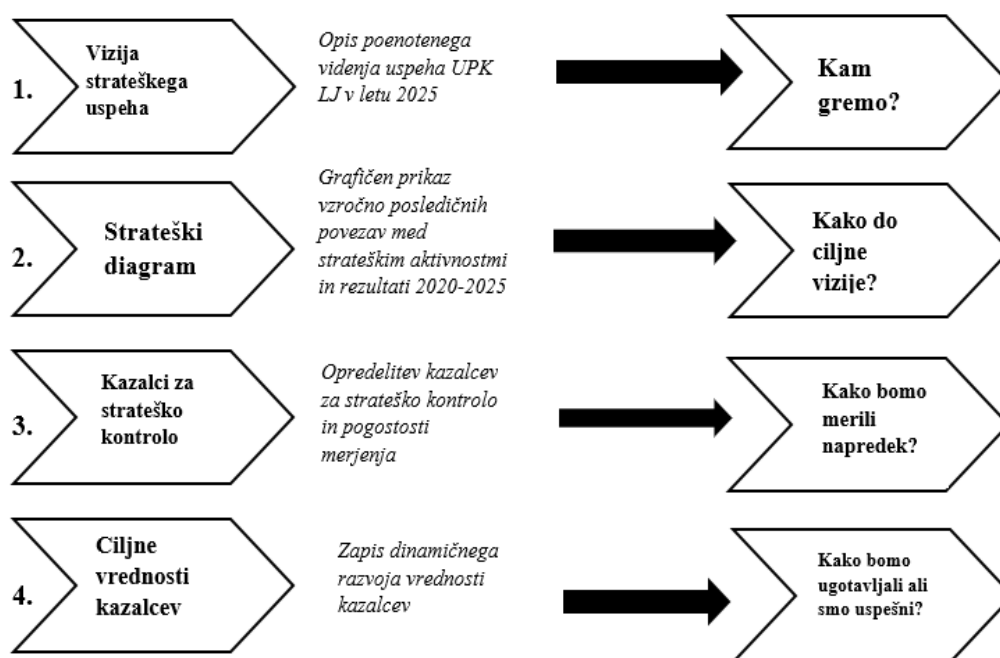 1.
Vizija
strateškega
uspeha
Opis poenotenega
videnja uspeha UPK
LJ v letu 2025
Kam
gremo?
2.
Strateški
diagram
Grafičen prikaz
vzročno posledičnih
povezav med
strateškim aktivnostmi
in rezultati 2020-2025
Kako do
ciljne
vizije?
3.
Kazalci za
strateško
kontrolo
Opredelitev kazalcev
za strateško kontrolo
in pogostosti
merjenja
Kako bomo
merili
napredek?
4.
Ciljne
vrednosti
kazalcev
Zapis dinamičnega
razvoja vrednosti
kazalcev
Kako bomo
ugotavljali ali
smo uspešni?